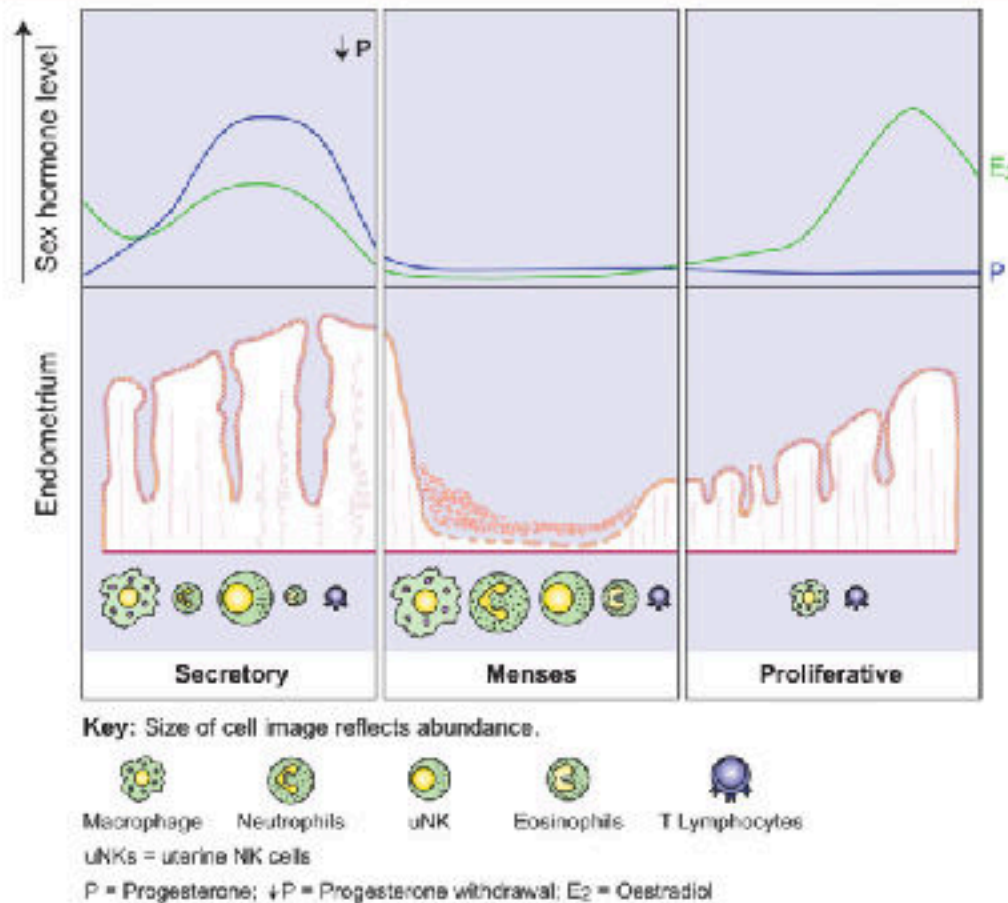 Sex hormone level
↓ P
E₂
P
Endometrium
Secretory
Menses
Proliferative
Key: Size of cell image reflects abundance.
Macrophage
Neutrophils
uNK
Eosinophils
T Lymphocytes
uNKs = uterine NK cells
P = Progesterone; ↓P = Progesterone withdrawal; E₂ = Oestradiol